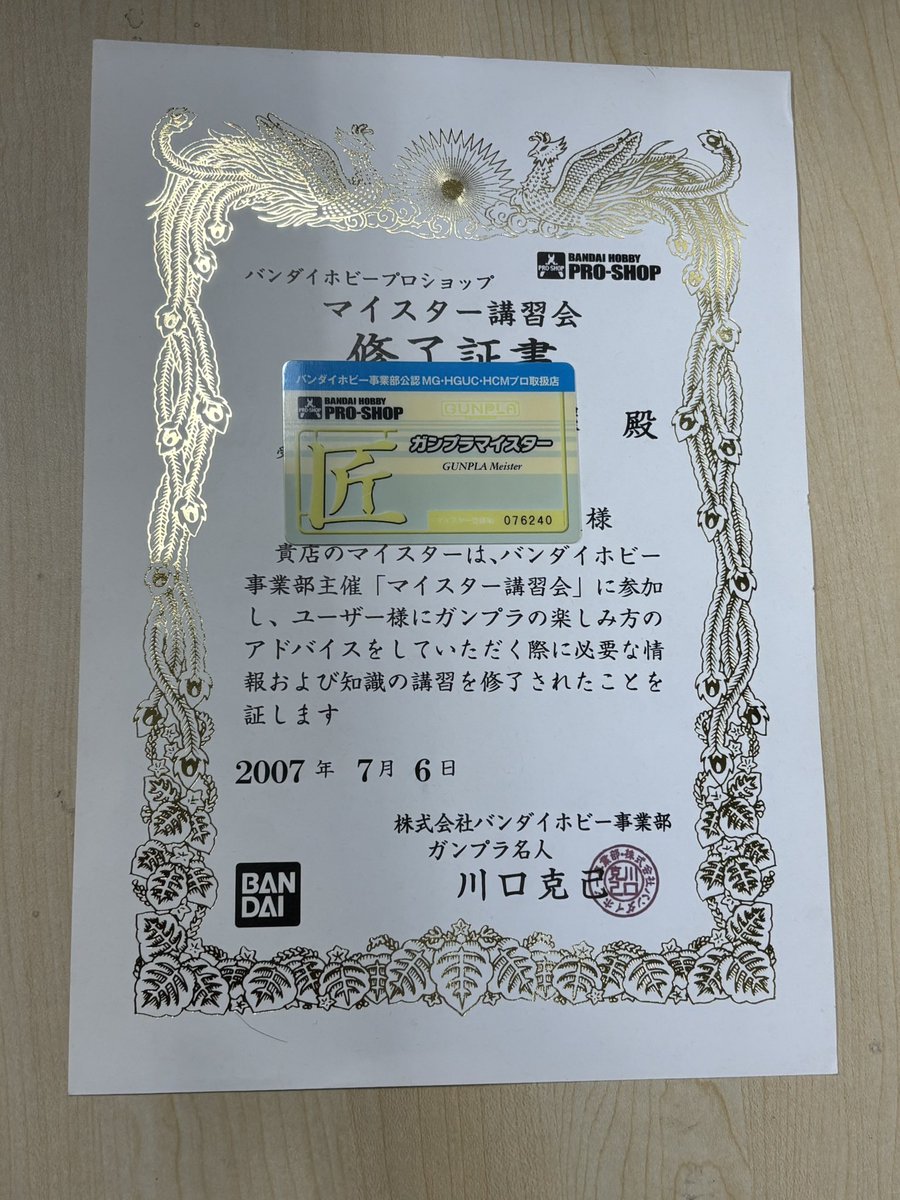 バンダイホビープロショップ
PRO-SHOP
BANDAI HOBBY
PRO-SHOP
マイスター講習会
修了証書
バンダイホビー事業部公認 MG・HGUC・HCMプロ取扱店
PRO-SHOP
BANDAI HOBBY
PRO-SHOP
GUNPLA
殿
匠
ガンプラマイスター
GUNPLA Meister
076240
様
貴店のマイスターは、バンダイホビー
事業部主催「マイスター講習会」に参加
し、ユーザー様にガンプラの楽しみ方の
アドバイスをしていただく際に必要な情
報および知識の講習を修了されたことを
証します
2007年 7月 6日
株式会社バンダイホビー事業部
ガンプラ名人
川口克己
BAN
DAI